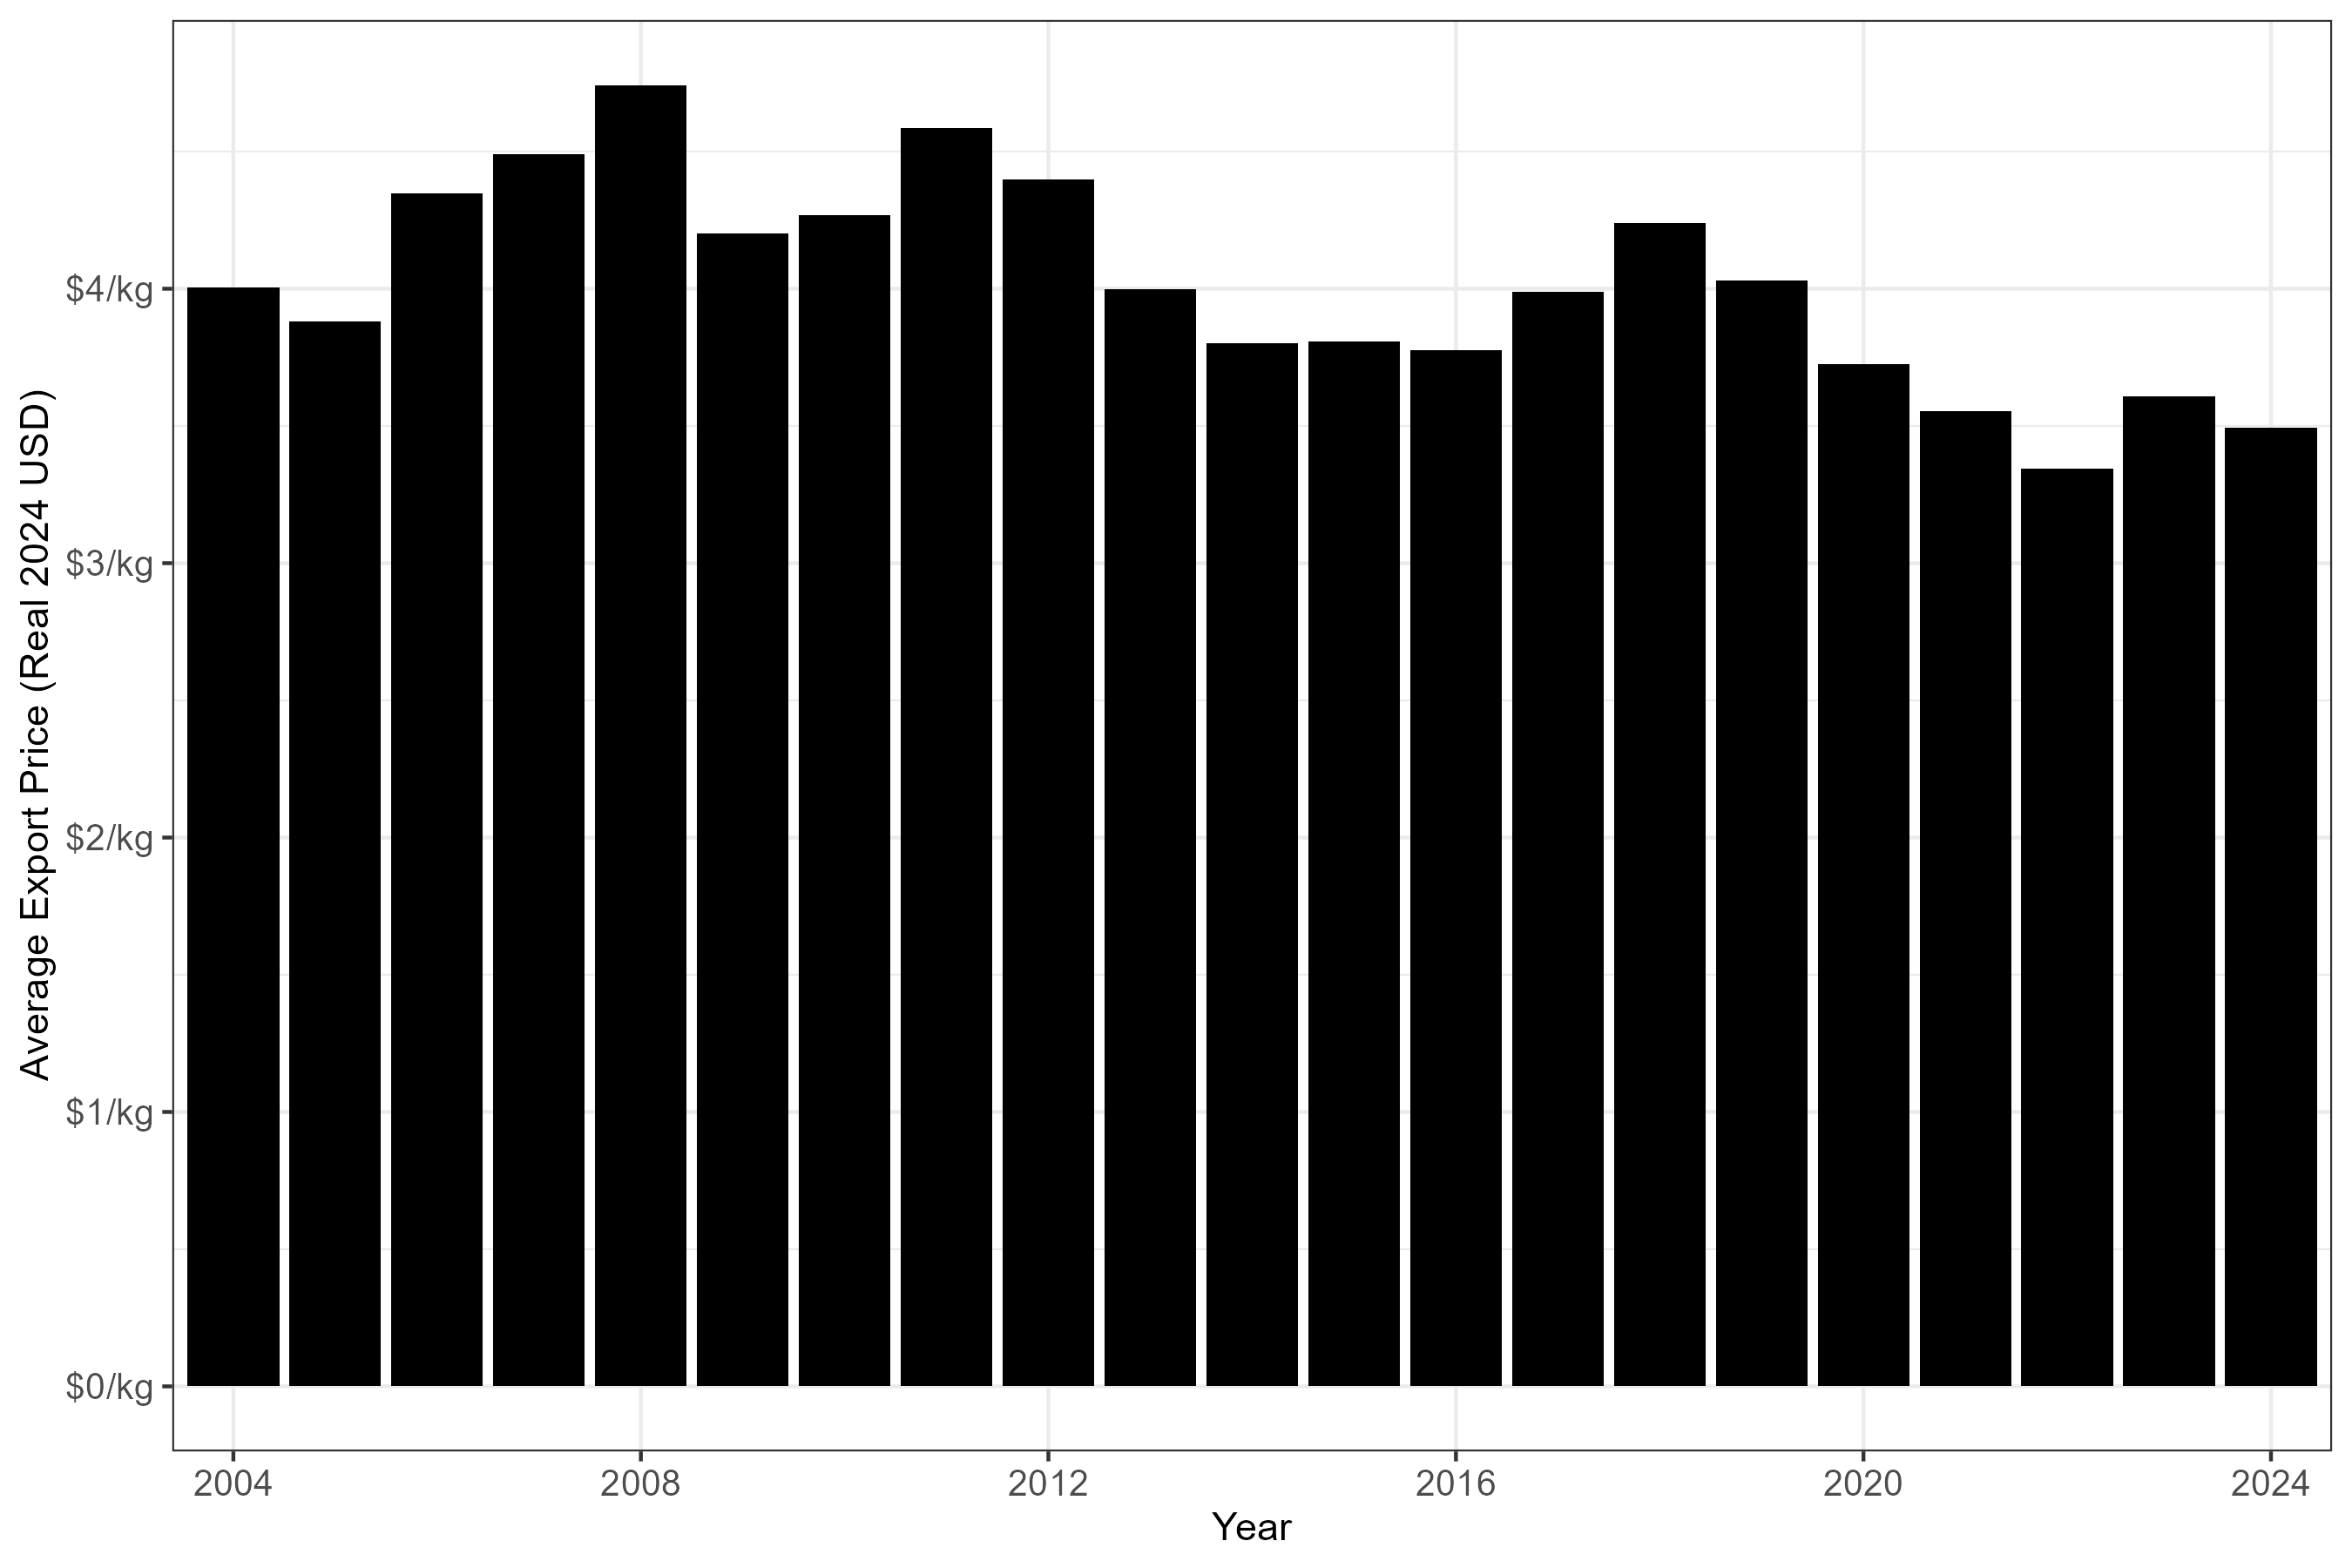 Average Export Price (Real 2024 USD)
$4/kg
$3/kg
$2/kg
$1/kg
$0/kg
2004 2008 2012 2016 2020 2024
Year